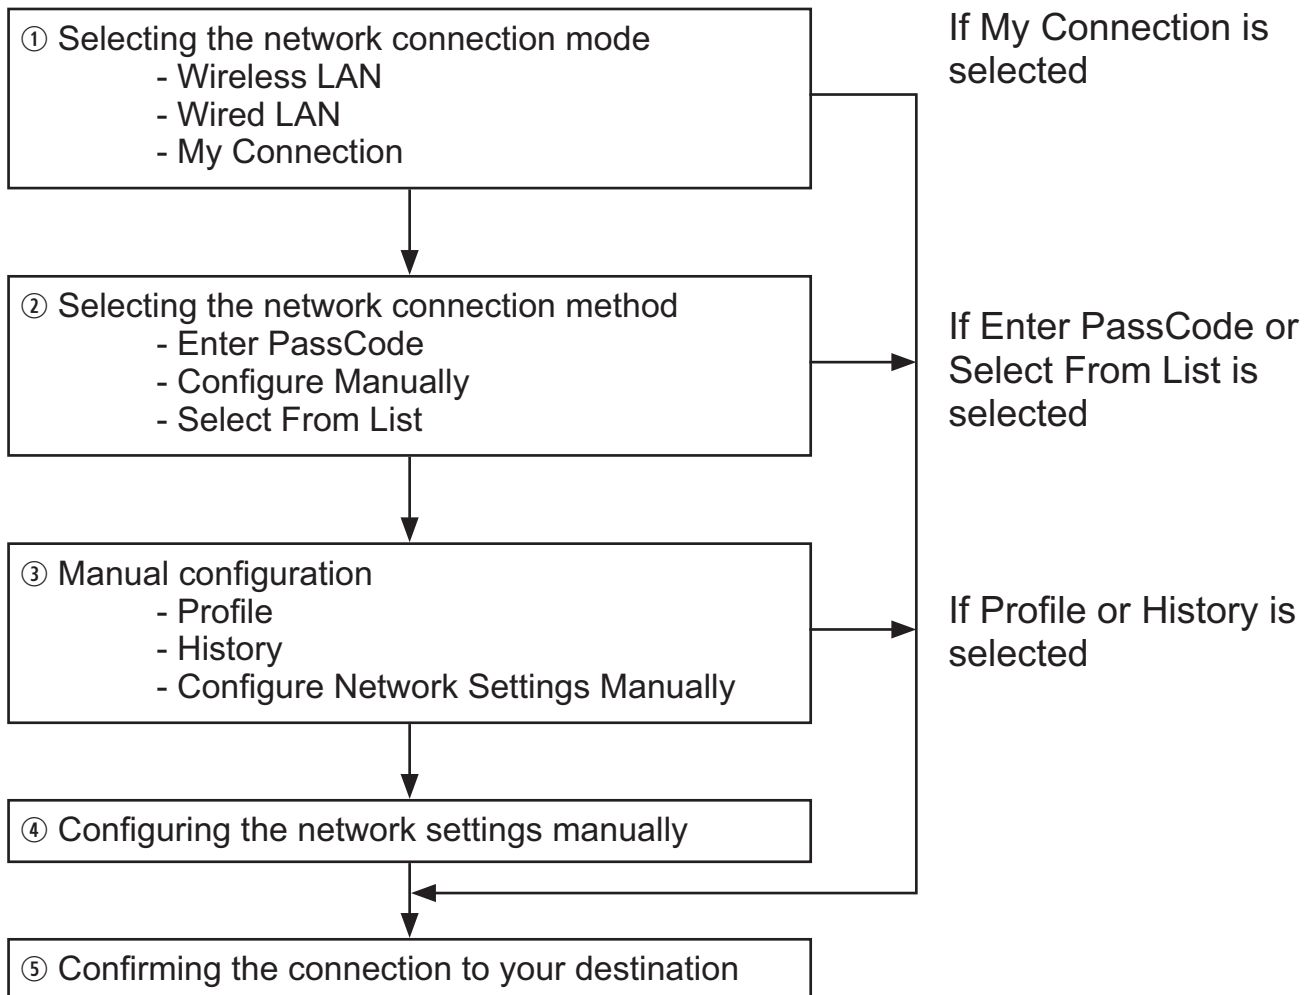 ① Selecting the network connection mode
- Wireless LAN
- Wired LAN
- My Connection
If My Connection is
selected
② Selecting the network connection method
- Enter PassCode
- Configure Manually
- Select From List
If Enter PassCode or
Select From List is
selected
③ Manual configuration
- Profile
- History
- Configure Network Settings Manually
If Profile or History is
selected
④ Configuring the network settings manually
⑤ Confirming the connection to your destination